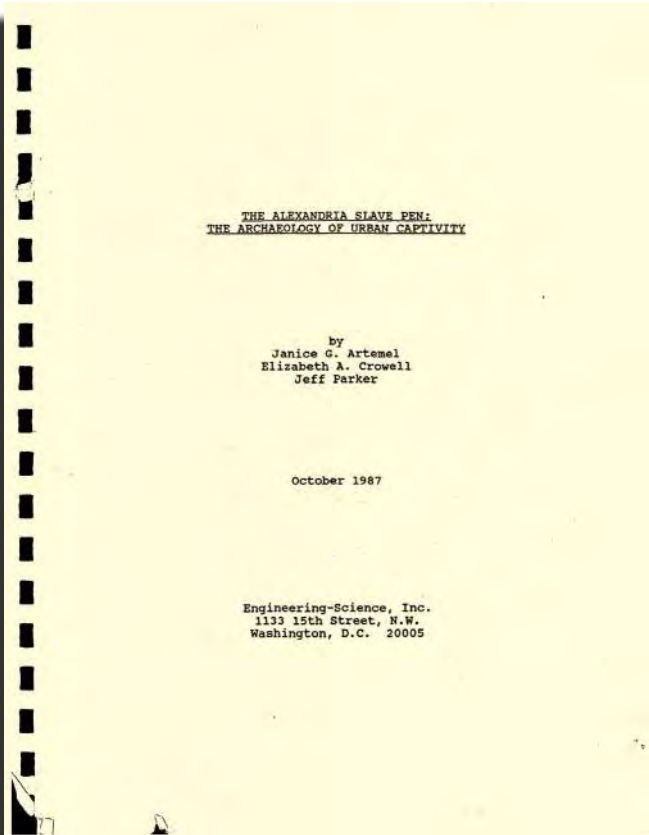 THE ALEXANDRIA SLAVE PEN:
THE ARCHAEOLOGY OF URBAN CAPTIVITY
by
Janice G. Artemel
Elizabeth A. Crowell
Jeff Parker
October 1987
Engineering-Science, Inc.
1133 15th Street, N.W.
Washington, D.C. 20005